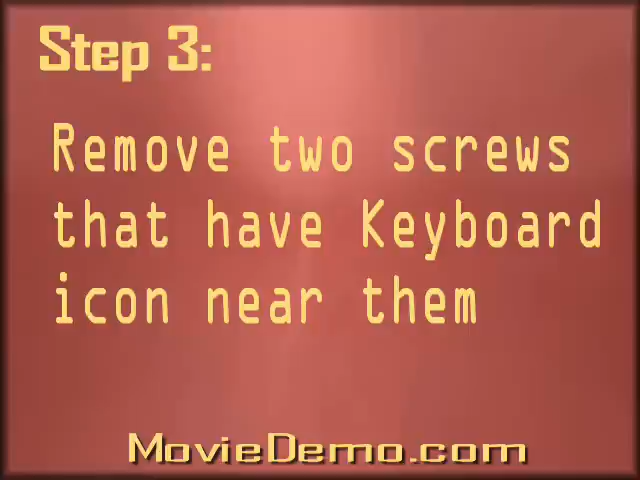 Step 3:
Remove two screws
that have Keyboard
icon near them
MovieDemo.com